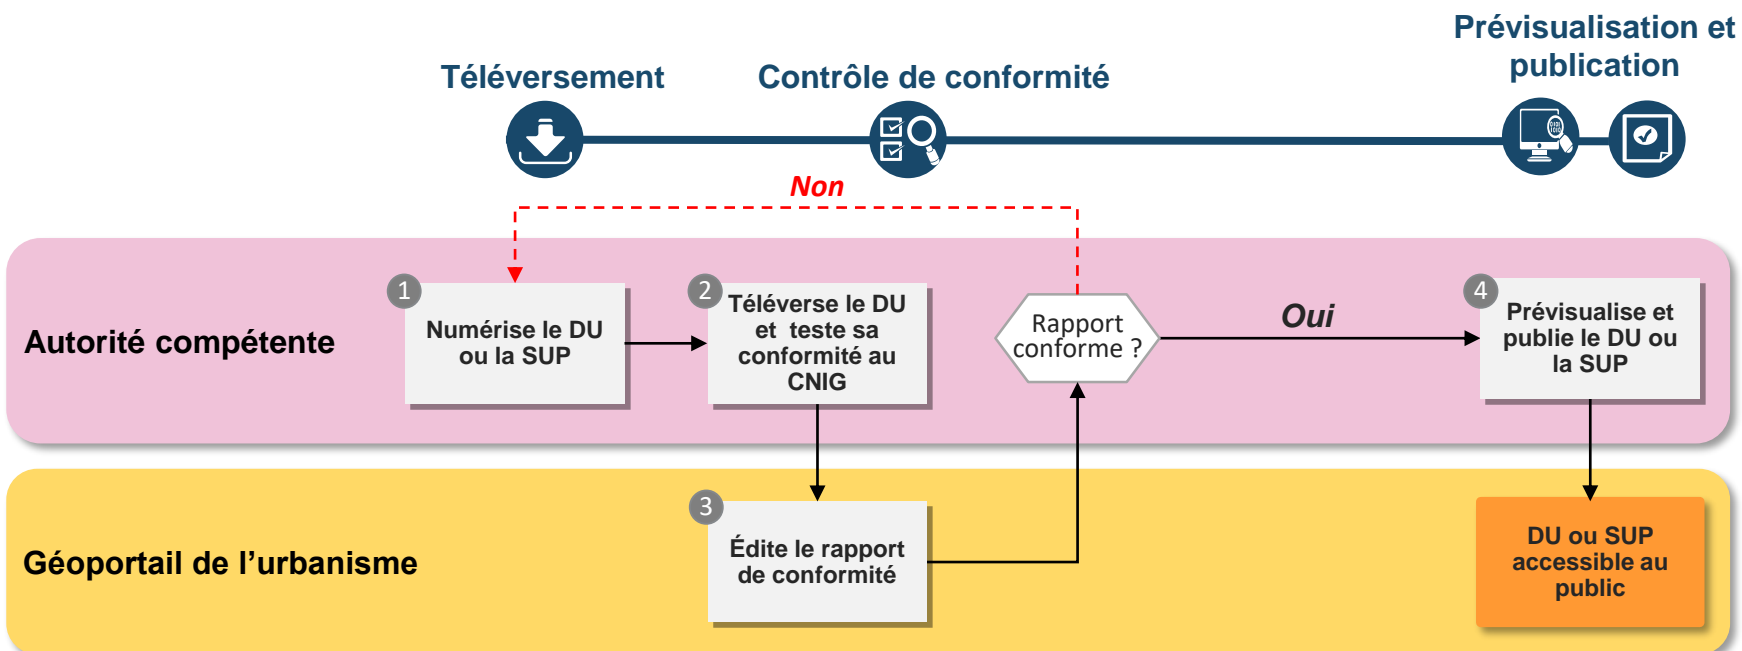 Prévisualisation et
publication
Téléversement
Contrôle de conformité
Non
Autorité compétente
1
Numérise le DU
ou la SUP
2
Téléverse le DU
et teste sa
conformité au
CNIG
Rapport
conforme ?
Oui
4
Prévisualise et
publie le DU ou
la SUP
Géoportail de l’urbanisme
3
Édite le rapport
de conformité
DU ou SUP
accessible au
public